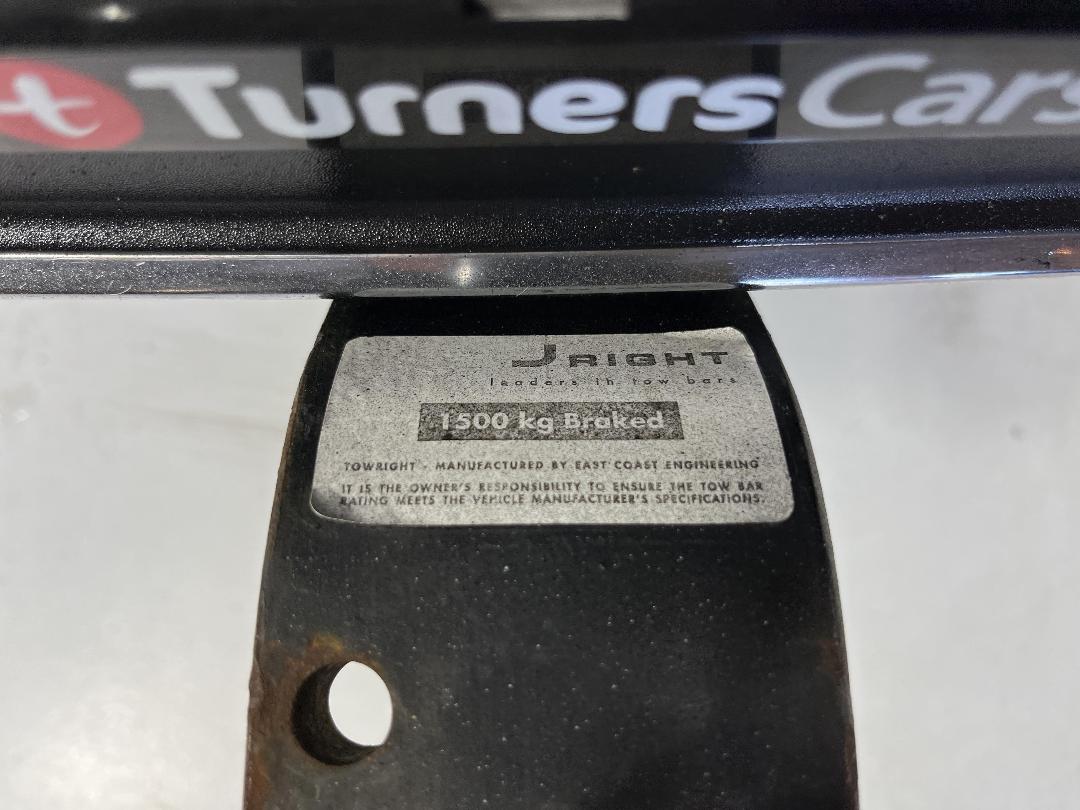 Turners Cars
JRIGHT
leaders in tow bars
1500 kg Braked
TOWRIGHT - MANUFACTURED BY EAST COAST ENGINEERING
IT IS THE OWNER'S RESPONSIBILITY TO ENSURE THE TOW BAR
RATING MEETS THE VEHICLE MANUFACTURER'S SPECIFICATIONS.